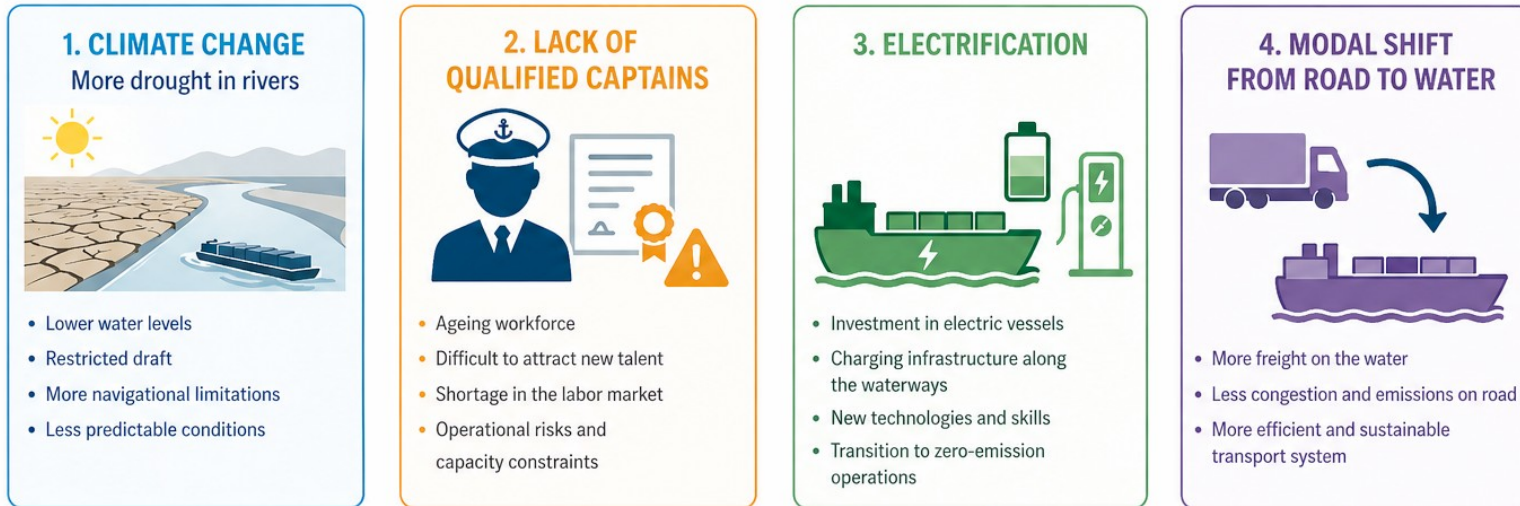 1. CLIMATE CHANGE
More drought in rivers
• Lower water levels
• Restricted draft
• More navigational limitations
• Less predictable conditions
2. LACK OF
QUALIFIED CAPTAINS
• Ageing workforce
• Difficult to attract new talent
• Shortage in the labor market
• Operational risks and
capacity constraints
3. ELECTRIFICATION
• Investment in electric vessels
• Charging infrastructure along
the waterways
• New technologies and skills
• Transition to zero-emission
operations
4. MODAL SHIFT
FROM ROAD TO WATER
• More freight on the water
• Less congestion and emissions on road
• More efficient and sustainable
transport system